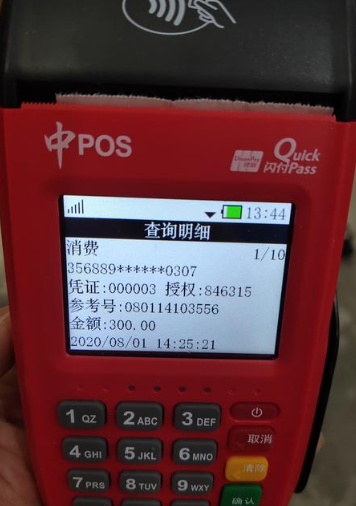 中POS
UnionPay
Quick
闪付Pass
13:44
查询明细
消费 1/10
356889******0307
凭证:000003 授权:846315
参考号:080114103556
金额:300.00
2020/08/01 14:25:21
1 QZ 2 ABC 3 DEF
取消
4 GHI 5 JKL 6 MNO
清除
7 PRS 8 TUV 9 WXY
确认